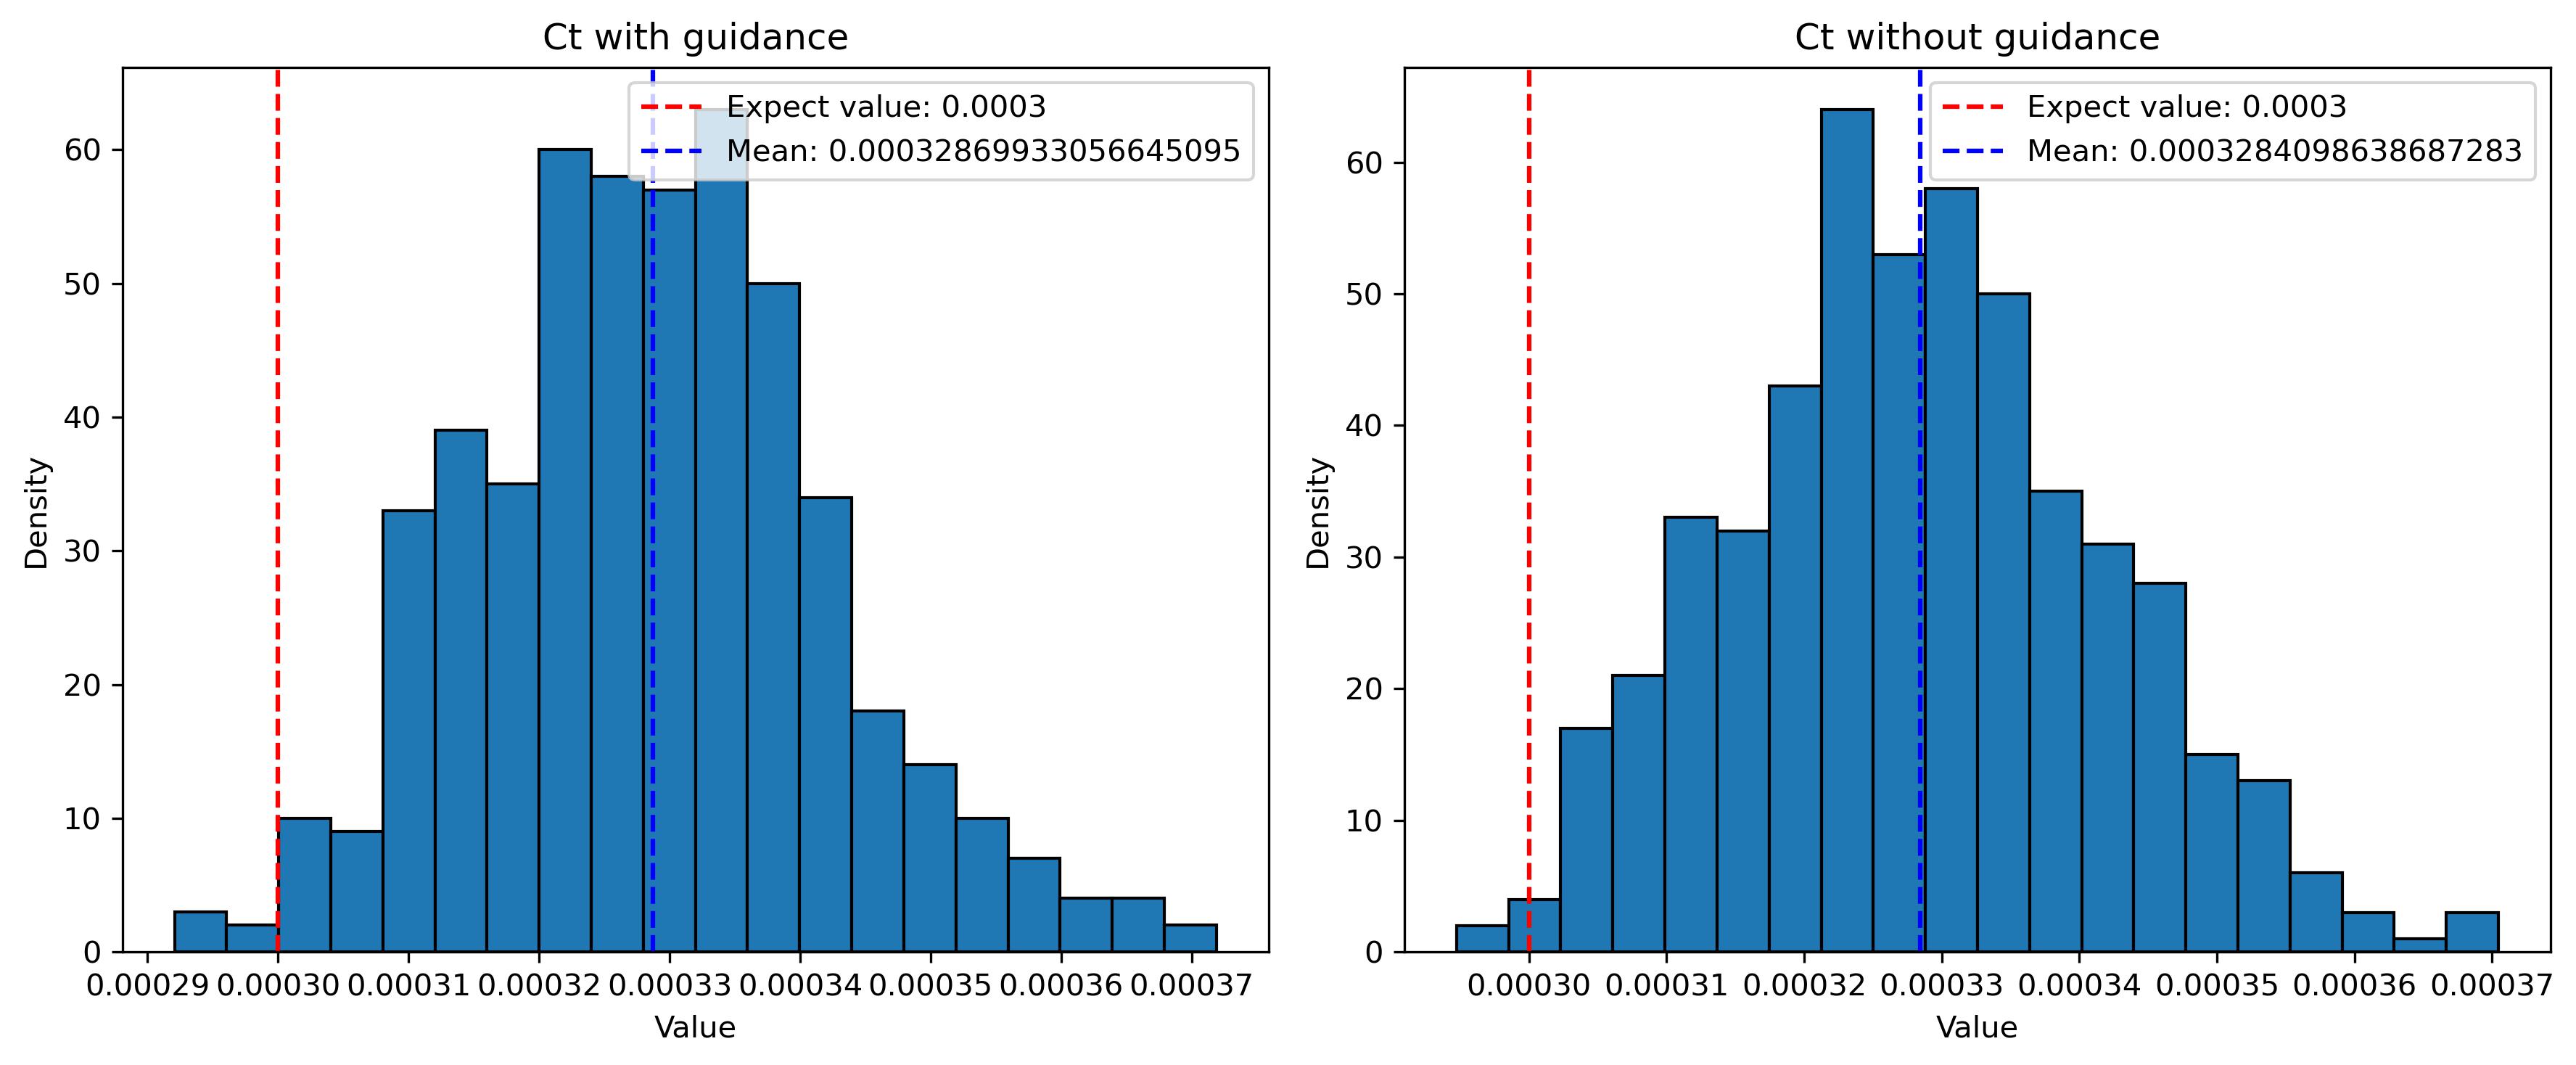 Ct with guidance
Expect value: 0.0003
Mean: 0.00032869933056645095
Density
60
50
40
30
20
10
0
0.00029 0.00030 0.00031 0.00032 0.00033 0.00034 0.00035 0.00036 0.00037
Value
Ct without guidance
Expect value: 0.0003
Mean: 0.0003284098638687283
Density
60
50
40
30
20
10
0
0.00030 0.00031 0.00032 0.00033 0.00034 0.00035 0.00036 0.00037
Value